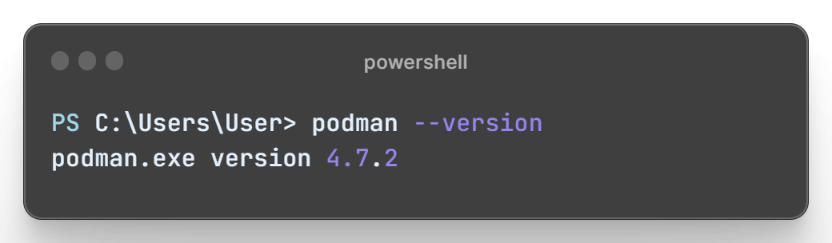 powershell
PS C:\Users\User> podman --version
podman.exe version 4.7.2